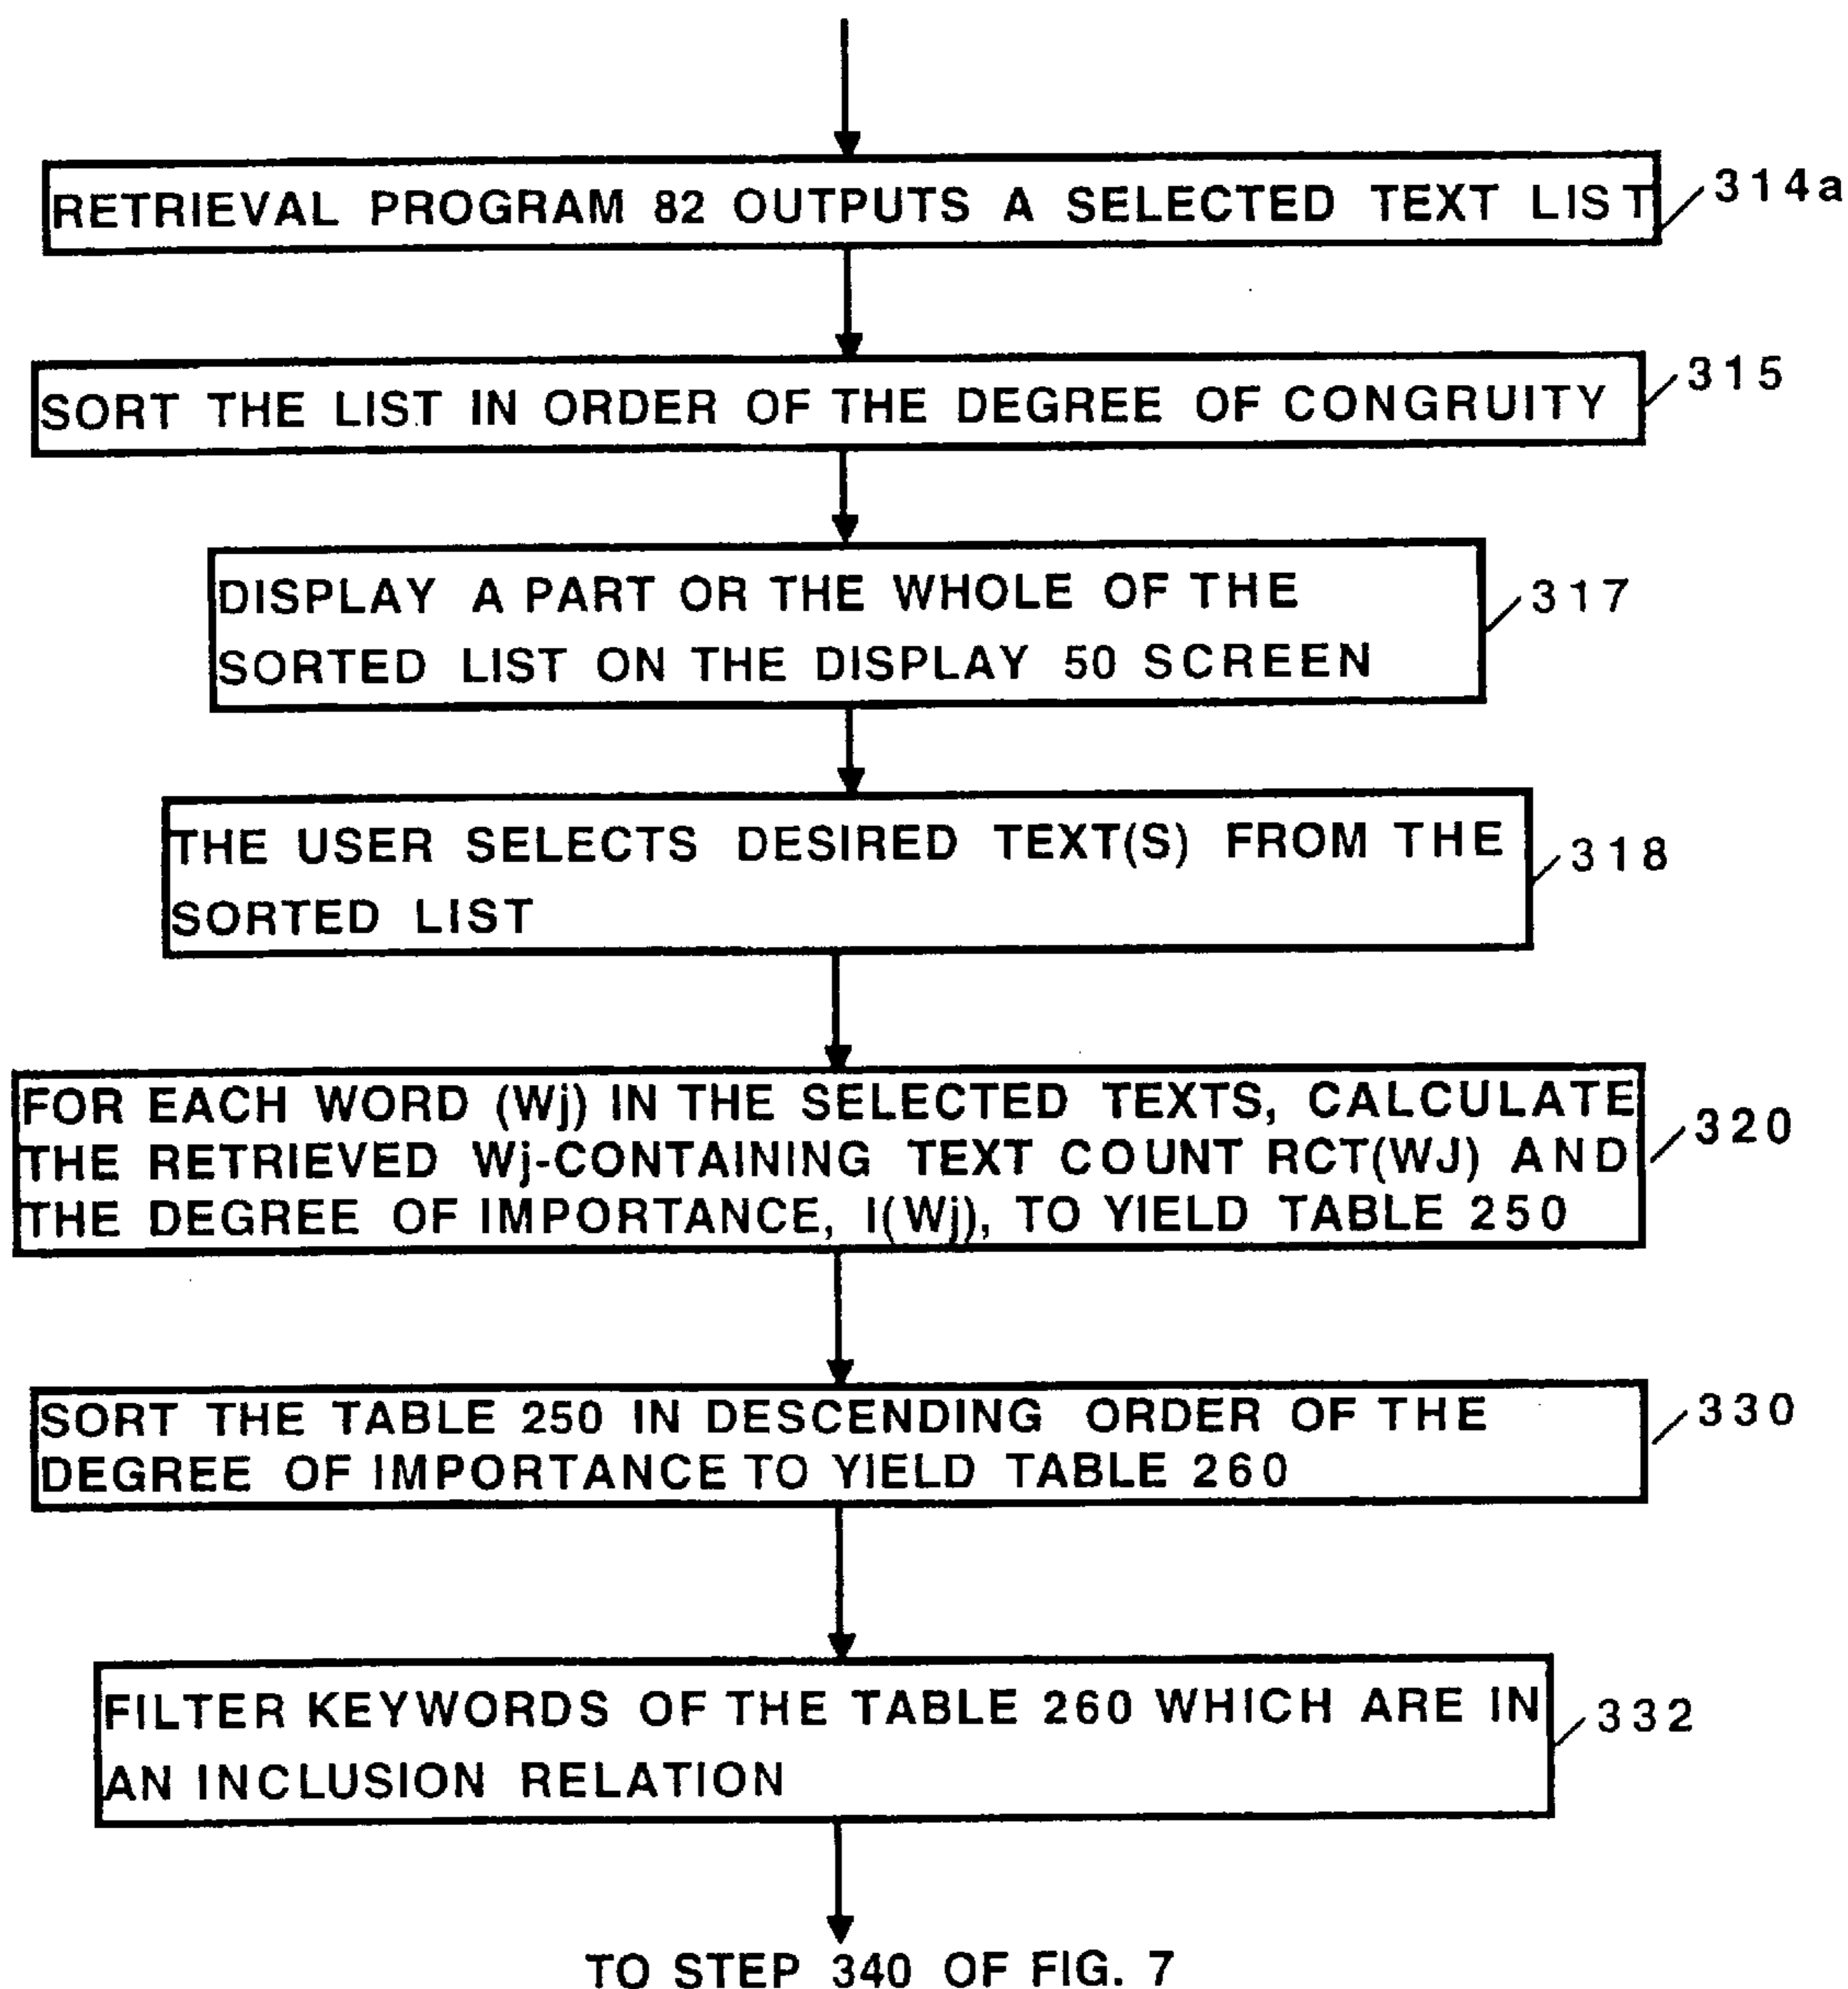 RETRIEVAL PROGRAM 82 OUTPUTS A SELECTED TEXT LIST
314a
SORT THE LIST IN ORDER OF THE DEGREE OF CONGRUITY
315
DISPLAY A PART OR THE WHOLE OF THE
SORTED LIST ON THE DISPLAY 50 SCREEN
317
THE USER SELECTS DESIRED TEXT(S) FROM THE
SORTED LIST
318
FOR EACH WORD (Wj) IN THE SELECTED TEXTS, CALCULATE
THE RETRIEVED Wj-CONTAINING TEXT COUNT RCT(WJ) AND
THE DEGREE OF IMPORTANCE, I(Wj), TO YIELD TABLE 250
320
SORT THE TABLE 250 IN DESCENDING ORDER OF THE
DEGREE OF IMPORTANCE TO YIELD TABLE 260
330
FILTER KEYWORDS OF THE TABLE 260 WHICH ARE IN
AN INCLUSION RELATION
332
TO STEP 340 OF FIG. 7